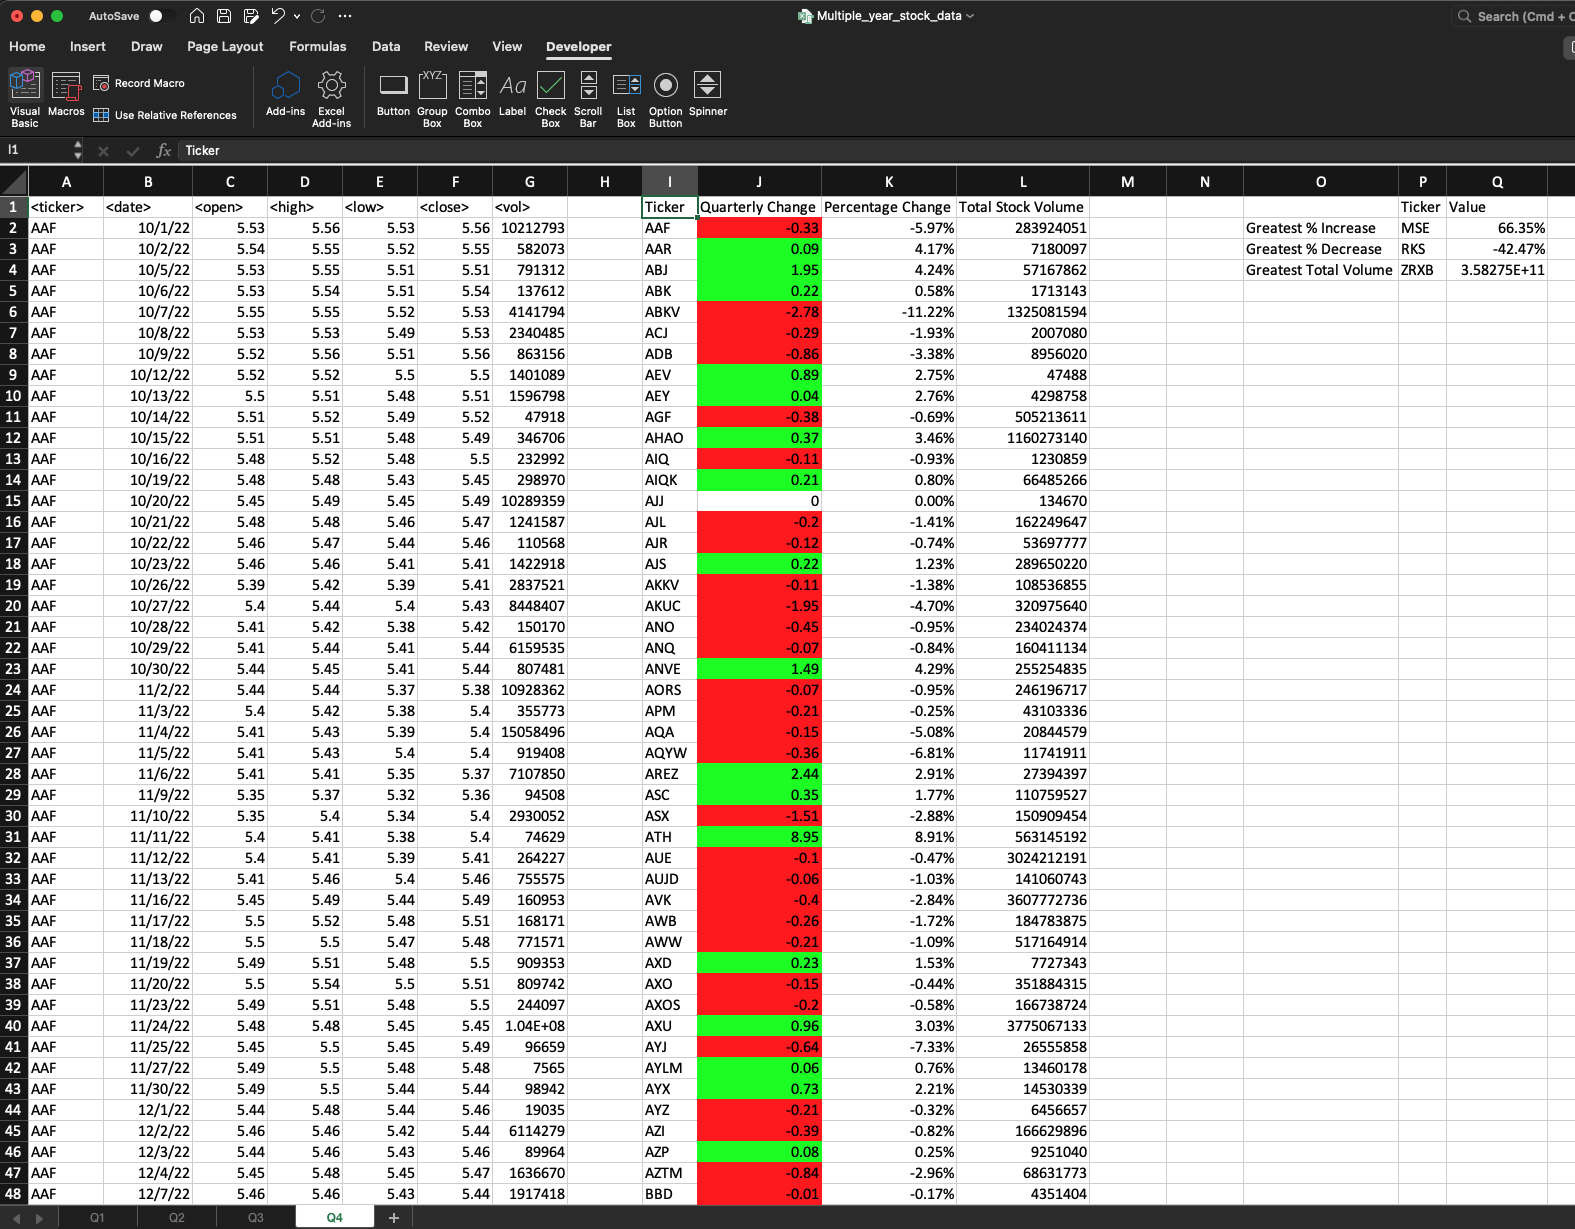 AutoSave Multiple_year_stock_data Search (Cmd +
Home Insert Draw Page Layout Formulas Data Review View Developer
Visual Basic Macros Record Macro Use Relative References Add-ins Excel Add-ins Button Group Box Combo Box Label Check Box Scroll Bar List Box Option Button Spinner
I1 fx Ticker
A B C D E F G H I J K L M N O P Q
1 <ticker> <date> <open> <high> <low> <close> <vol> Ticker Quarterly Change Percentage Change Total Stock Volume Ticker Value
2 AAF 10/1/22 5.53 5.56 5.53 5.56 10212793 AAF -0.33 -5.97% 283924051 Greatest % Increase MSE 66.35%
3 AAF 10/2/22 5.54 5.55 5.52 5.55 582073 AAR 0.09 4.17% 7180097 Greatest % Decrease RKS -42.47%
4 AAF 10/5/22 5.53 5.55 5.51 5.51 791312 ABJ 1.95 4.24% 57167862 Greatest Total Volume ZRXB 3.58275E+11
5 AAF 10/6/22 5.53 5.54 5.51 5.54 137612 ABK 0.22 0.58% 1713143
6 AAF 10/7/22 5.55 5.55 5.52 5.53 4141794 ABKV -2.78 -11.22% 1325081594
7 AAF 10/8/22 5.53 5.53 5.49 5.53 2340485 ACJ -0.29 -1.93% 2007080
8 AAF 10/9/22 5.52 5.56 5.51 5.56 863156 ADB -0.86 -3.38% 8956020
9 AAF 10/12/22 5.52 5.52 5.5 5.5 1401089 AEV 0.89 2.75% 47488
10 AAF 10/13/22 5.5 5.51 5.48 5.51 1596798 AEY 0.04 2.76% 4298758
11 AAF 10/14/22 5.51 5.52 5.49 5.52 47918 AGF -0.38 -0.69% 505213611
12 AAF 10/15/22 5.51 5.51 5.48 5.49 346706 AHAO 0.37 3.46% 1160273140
13 AAF 10/16/22 5.48 5.52 5.48 5.5 232992 AIQ -0.11 -0.93% 1230859
14 AAF 10/19/22 5.48 5.48 5.43 5.45 298970 AIQK 0.21 0.80% 66485266
15 AAF 10/20/22 5.45 5.49 5.45 5.49 10289359 AJJ 0 0.00% 134670
16 AAF 10/21/22 5.48 5.48 5.46 5.47 1241587 AJL -0.2 -1.41% 162249647
17 AAF 10/22/22 5.46 5.47 5.44 5.46 110568 AJR -0.12 -0.74% 53697777
18 AAF 10/23/22 5.46 5.46 5.41 5.41 1422918 AJS 0.22 1.23% 289650220
19 AAF 10/26/22 5.39 5.42 5.39 5.41 2837521 AKKV -0.11 -1.38% 108536855
20 AAF 10/27/22 5.4 5.44 5.4 5.43 8448407 AKUC -1.95 -4.70% 320975640
21 AAF 10/28/22 5.41 5.42 5.38 5.42 150170 ANO -0.45 -0.95% 234024374
22 AAF 10/29/22 5.41 5.44 5.41 5.44 6159535 ANQ -0.07 -0.84% 160411134
23 AAF 10/30/22 5.44 5.45 5.41 5.44 807481 ANVE 1.49 4.29% 255254835
24 AAF 11/2/22 5.44 5.44 5.37 5.38 10928362 AORS -0.07 -0.95% 246196717
25 AAF 11/3/22 5.4 5.42 5.38 5.4 355773 APM -0.21 -0.25% 43103336
26 AAF 11/4/22 5.41 5.43 5.39 5.4 15058496 AQA -0.15 -5.08% 20844579
27 AAF 11/5/22 5.41 5.43 5.4 5.4 919408 AQYW -0.36 -6.81% 11741911
28 AAF 11/6/22 5.41 5.41 5.35 5.37 7107850 AREZ 2.44 2.91% 27394397
29 AAF 11/9/22 5.35 5.37 5.32 5.36 94508 ASC 0.35 1.77% 110759527
30 AAF 11/10/22 5.35 5.4 5.34 5.4 2930052 ASX -1.51 -2.88% 150909454
31 AAF 11/11/22 5.4 5.41 5.38 5.4 74629 ATH 8.95 8.91% 563145192
32 AAF 11/12/22 5.4 5.41 5.39 5.41 264227 AUE -0.1 -0.47% 3024212191
33 AAF 11/13/22 5.41 5.46 5.4 5.46 755575 AUJD -0.06 -1.03% 141060743
34 AAF 11/16/22 5.45 5.49 5.44 5.49 160953 AVK -0.4 -2.84% 3607772736
35 AAF 11/17/22 5.5 5.52 5.48 5.51 168171 AWB -0.26 -1.72% 184783875
36 AAF 11/18/22 5.5 5.5 5.47 5.48 771571 AWW -0.21 -1.09% 517164914
37 AAF 11/19/22 5.49 5.51 5.48 5.5 909353 AXD 0.23 1.53% 7727343
38 AAF 11/20/22 5.5 5.54 5.5 5.51 809742 AXO -0.15 -0.44% 351884315
39 AAF 11/23/22 5.49 5.51 5.48 5.5 244097 AXOS -0.2 -0.58% 166738724
40 AAF 11/24/22 5.48 5.48 5.45 5.45 1.04E+08 AXU 0.96 3.03% 3775067133
41 AAF 11/25/22 5.45 5.5 5.45 5.49 96659 AYJ -0.64 -7.33% 26555858
42 AAF 11/27/22 5.49 5.5 5.48 5.48 7565 AYLM 0.06 0.76% 13460178
43 AAF 11/30/22 5.49 5.5 5.44 5.44 98942 AYX 0.73 2.21% 14530339
44 AAF 12/1/22 5.44 5.48 5.44 5.46 19035 AYZ -0.21 -0.32% 6456657
45 AAF 12/2/22 5.46 5.46 5.42 5.44 6114279 AZI -0.39 -0.82% 166629896
46 AAF 12/3/22 5.44 5.46 5.43 5.46 89964 AZP 0.08 0.25% 9251040
47 AAF 12/4/22 5.45 5.48 5.45 5.47 1636670 AZTM -0.84 -2.96% 68631773
48 AAF 12/7/22 5.46 5.46 5.43 5.44 1917418 BBD -0.01 -0.17% 4351404
Q1 Q2 Q3 Q4 +